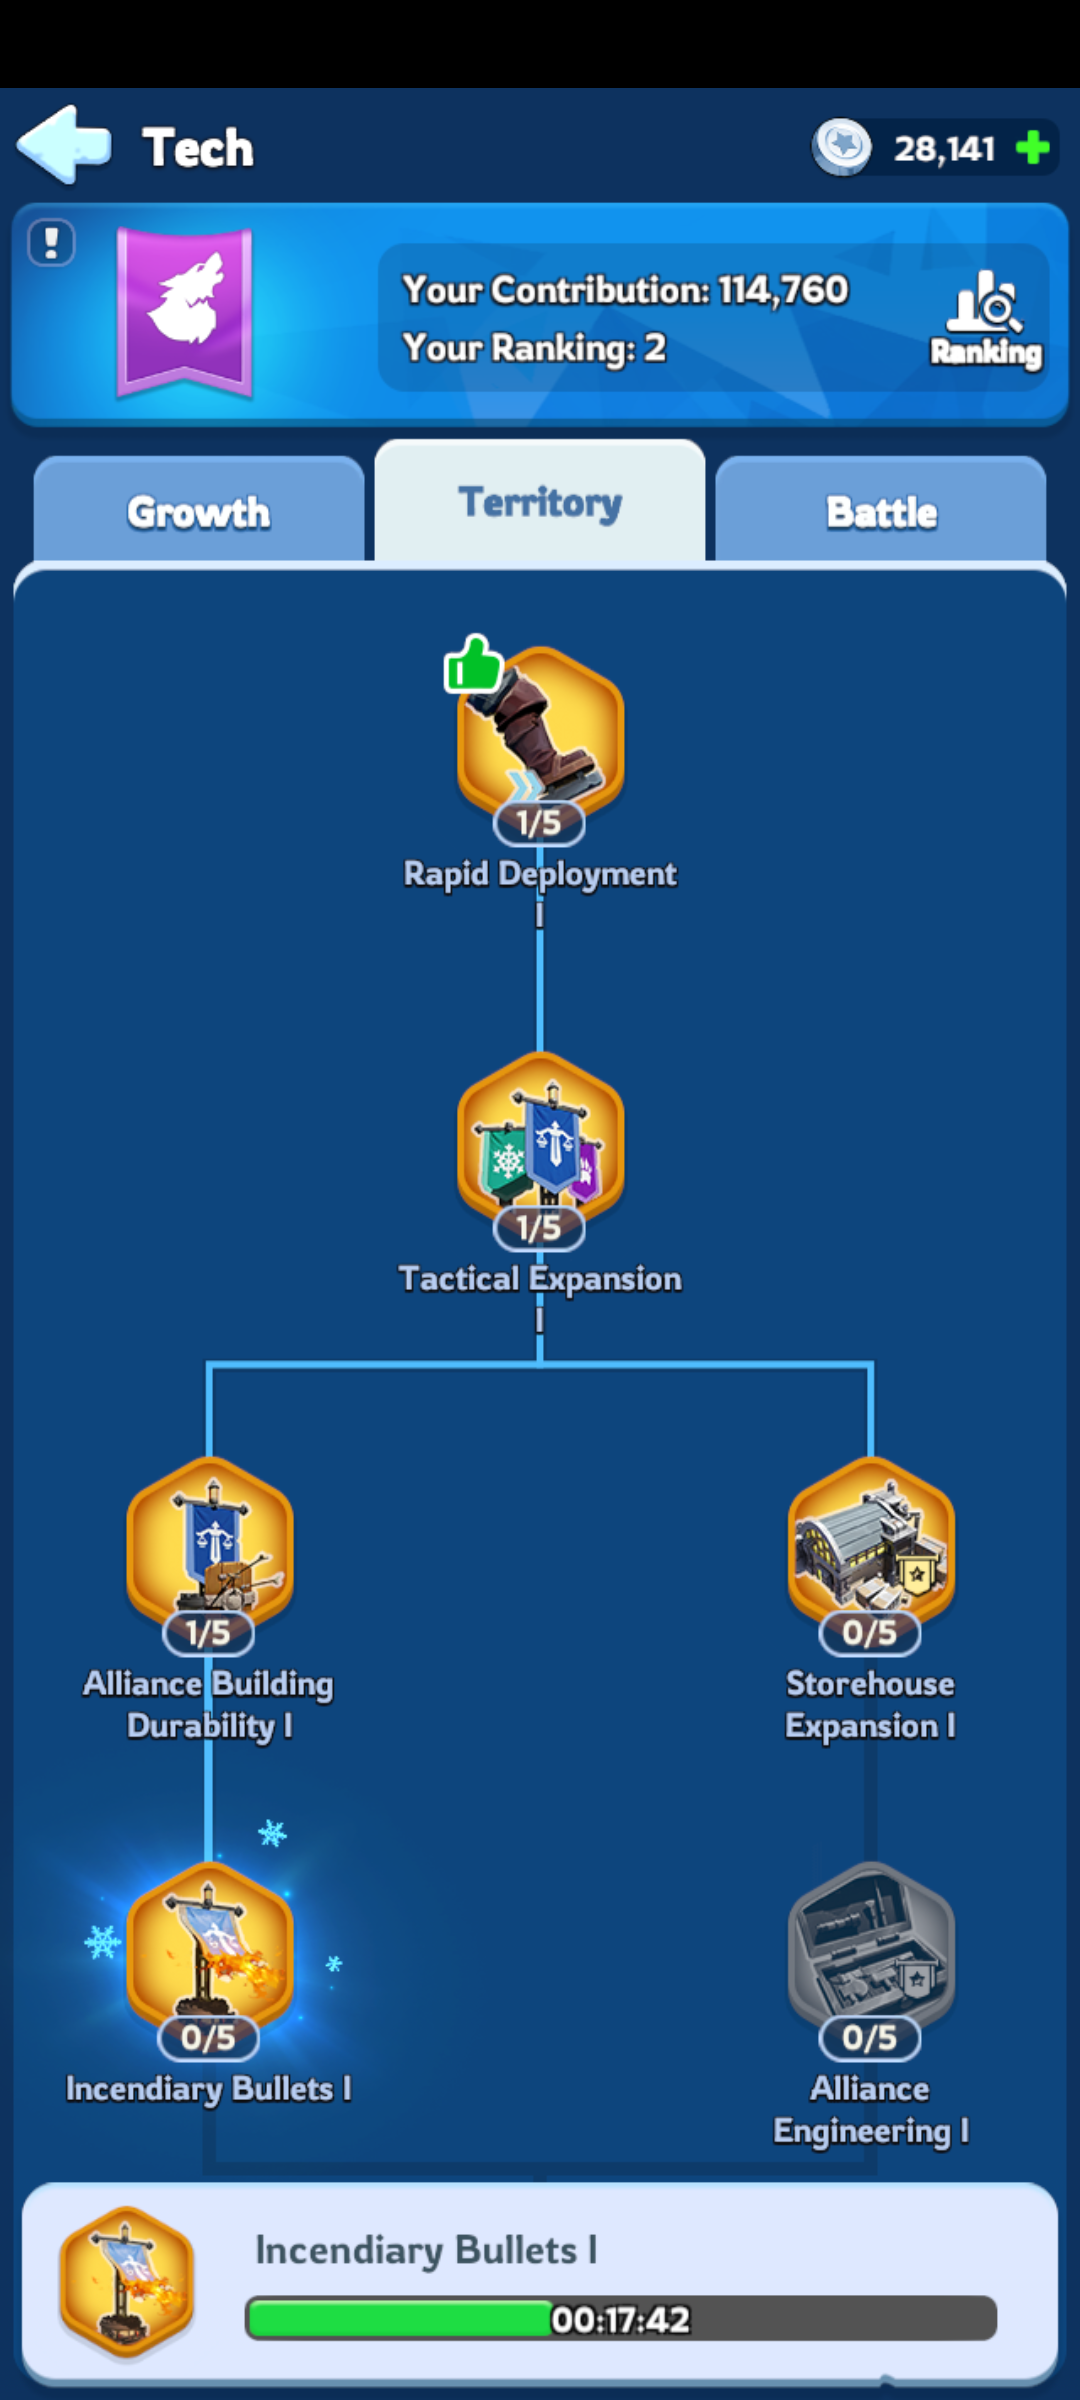 Tech
28,141
Your Contribution: 114,760
Your Ranking: 2
Ranking
Growth
Territory
Battle
1/5
Rapid Deployment
I
1/5
Tactical Expansion
I
1/5
0/5
Alliance Building
Durability I
Storehouse
Expansion I
0/5
0/5
Incendiary Bullets I
Alliance
Engineering I
Incendiary Bullets I
00:17:42